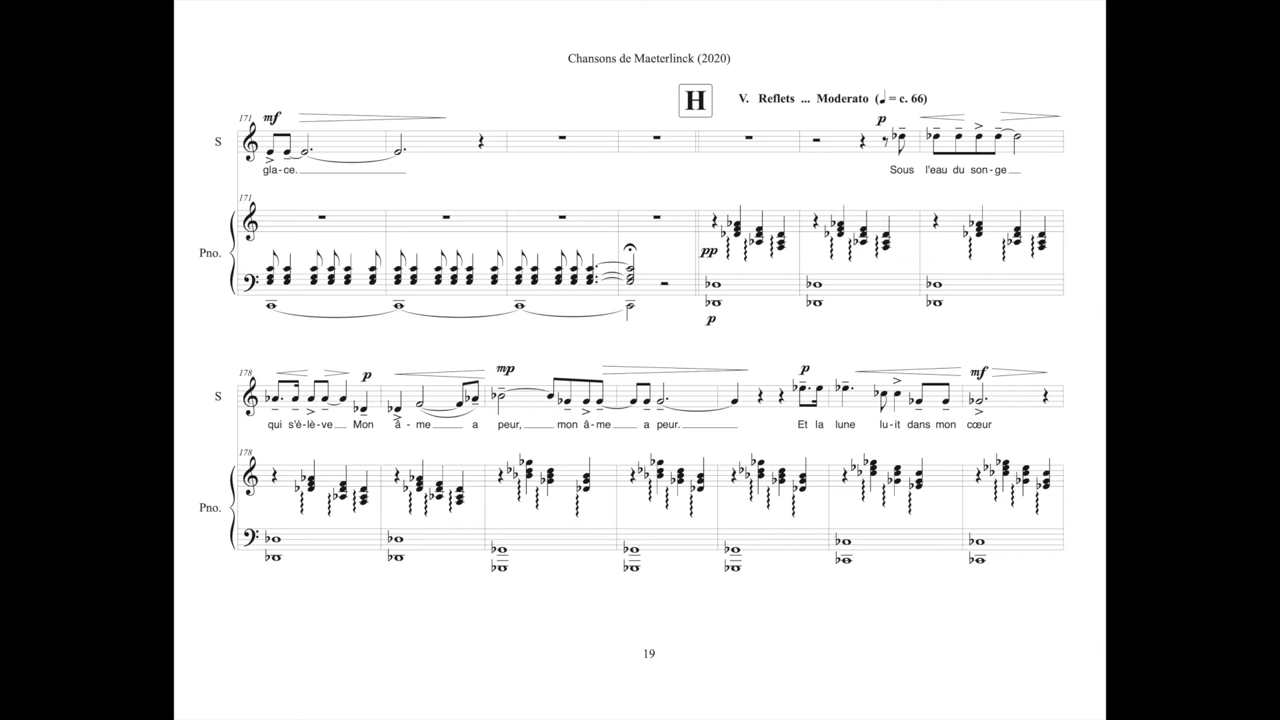 Chansons de Maeterlinck (2020)
H V. Reflets ... Moderato (♩ = c. 66)
171 mf p
S
gla-ce. Sous l'eau du son-ge
171
Pno. pp
p
178 p mp p mf
S
qui s'é-lè-ve Mon â-me a peur, mon â-me a peur. Et la lune lu-it dans mon cœur
178
Pno.
19